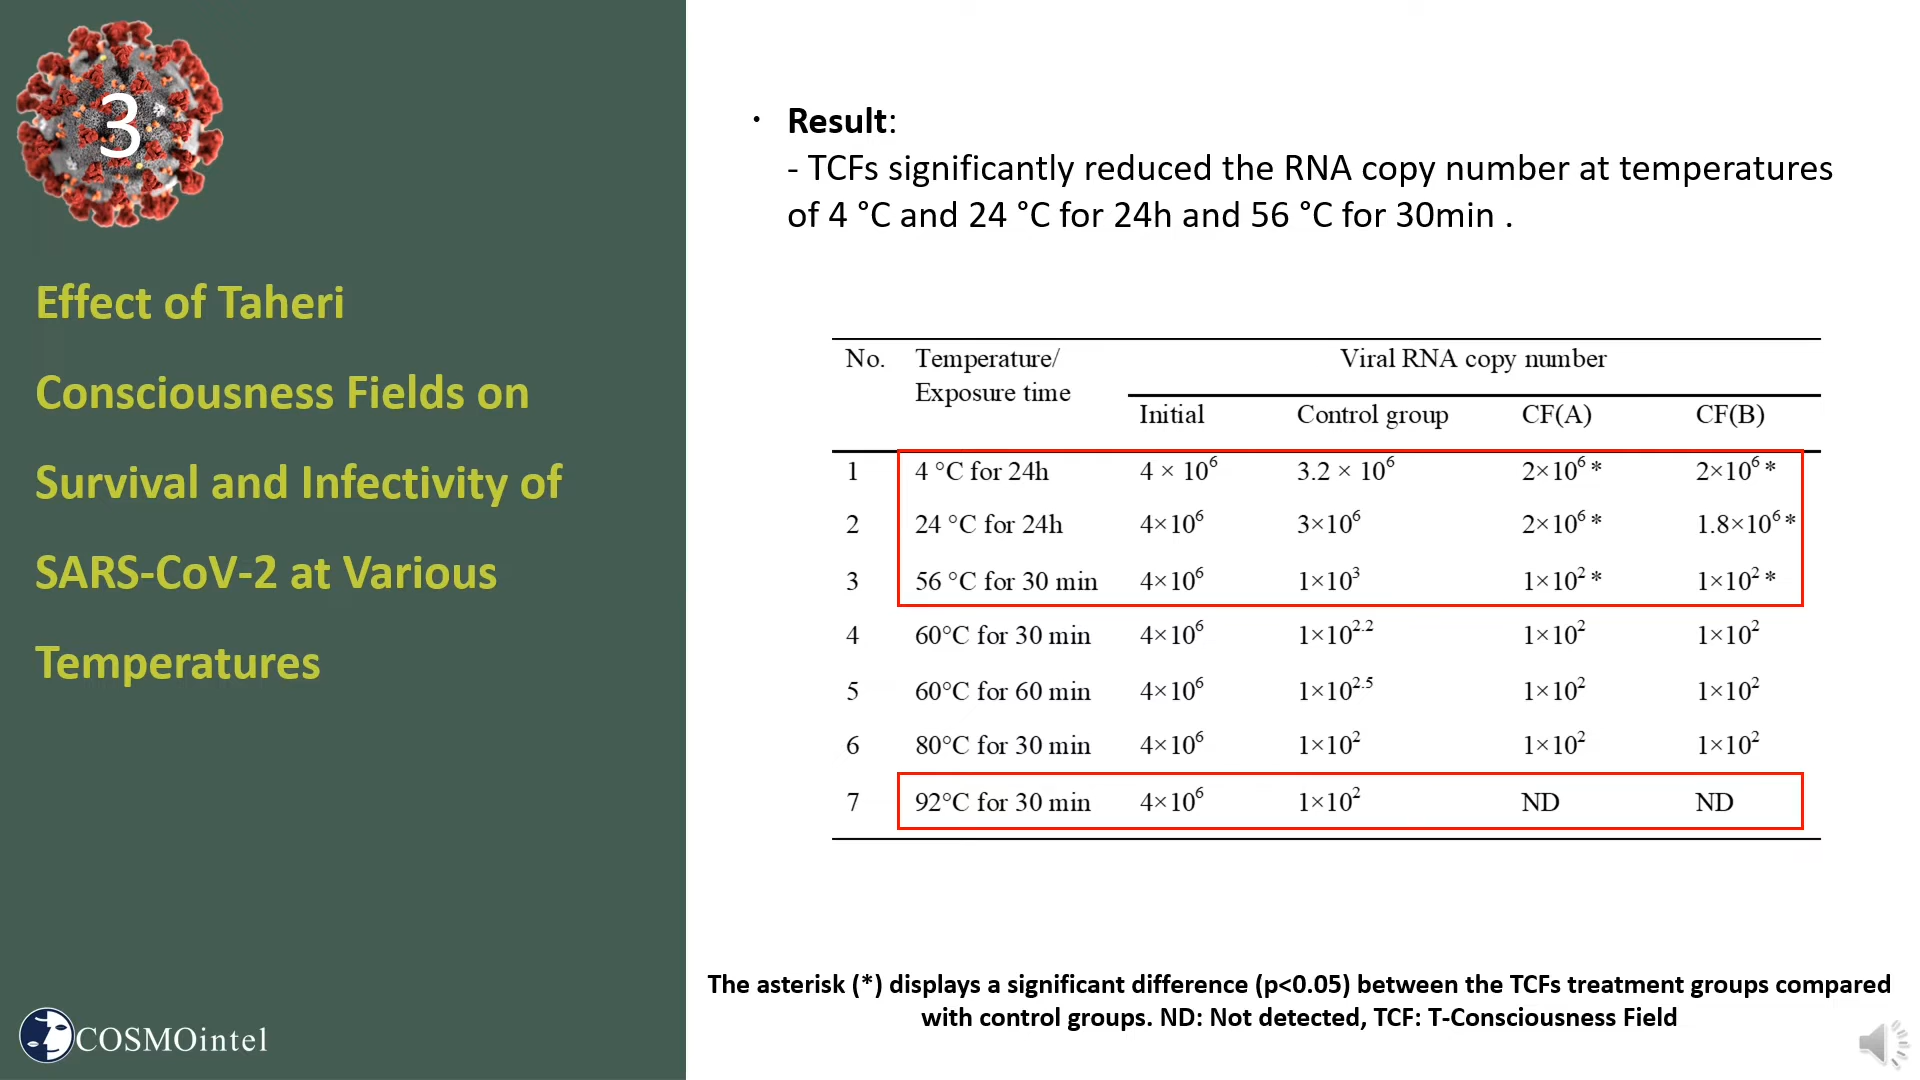 3
Effect of Taheri
Consciousness Fields on
Survival and Infectivity of
SARS-CoV-2 at Various
Temperatures
COSMOintel
· Result:
- TCFs significantly reduced the RNA copy number at temperatures
of 4 °C and 24 °C for 24h and 56 °C for 30min .
No. Temperature/ Viral RNA copy number
Exposure time
Initial Control group CF(A) CF(B)
1 4 °C for 24h 4 × 10⁶ 3.2 × 10⁶ 2×10⁶ * 2×10⁶ *
2 24 °C for 24h 4×10⁶ 3×10⁶ 2×10⁶ * 1.8×10⁶ *
3 56 °C for 30 min 4×10⁶ 1×10³ 1×10² * 1×10² *
4 60°C for 30 min 4×10⁶ 1×10²·² 1×10² 1×10²
5 60°C for 60 min 4×10⁶ 1×10²·⁵ 1×10² 1×10²
6 80°C for 30 min 4×10⁶ 1×10² 1×10² 1×10²
7 92°C for 30 min 4×10⁶ 1×10² ND ND
The asterisk (*) displays a significant difference (p<0.05) between the TCFs treatment groups compared
with control groups. ND: Not detected, TCF: T-Consciousness Field